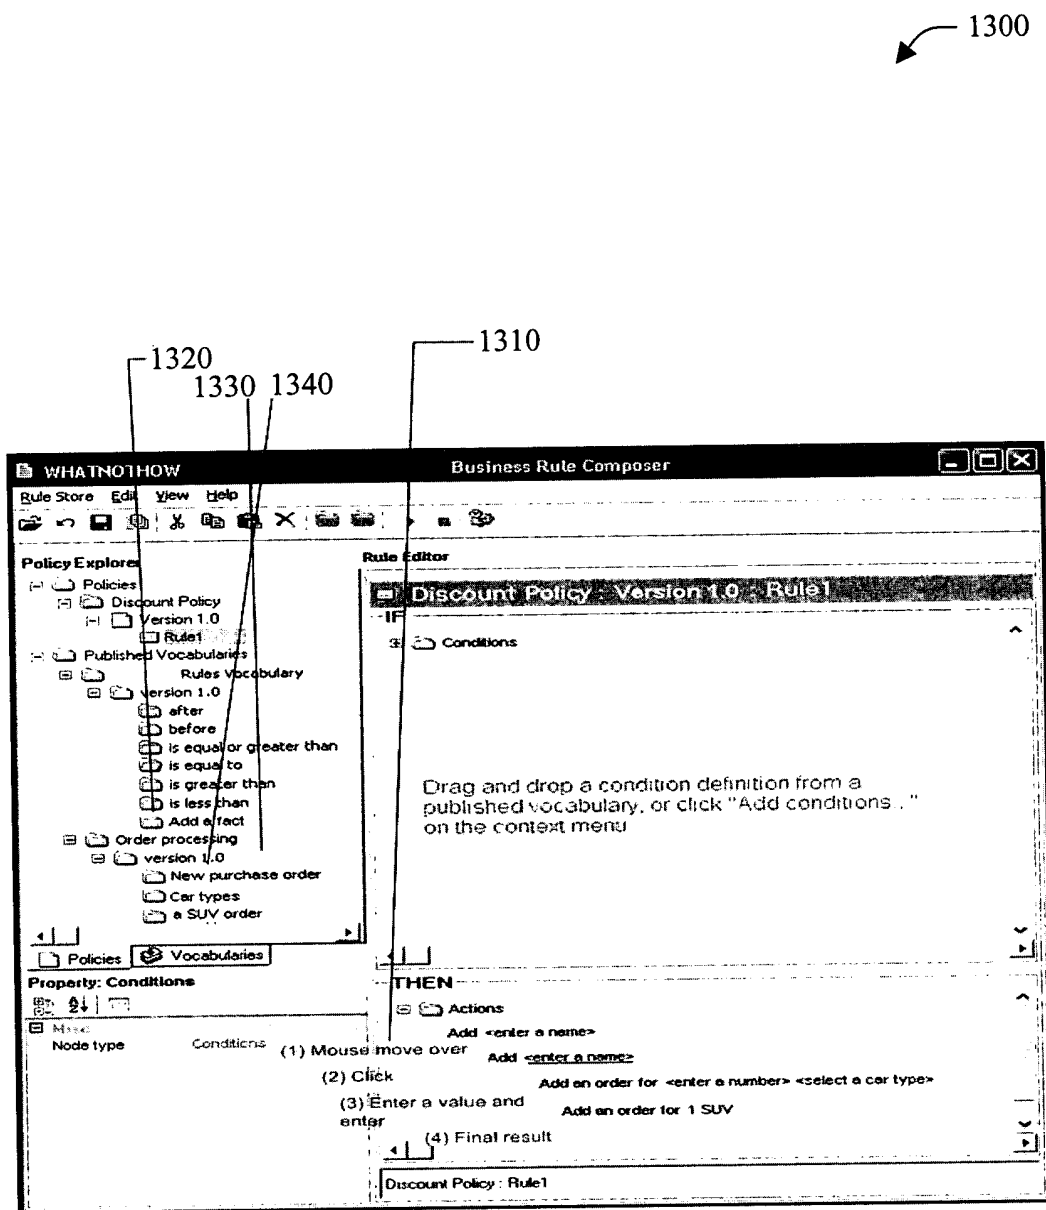 1300
1310
1320
1330 1340
WHATNOTHOW Business Rule Composer
Rule Store Edit View Help
Policy Explorer
Policies
Discount Policy
Version 1.0
Rule1
Published Vocabularies
Rules Vocabulary
version 1.0
after
before
is equal or greater than
is equal to
is greater than
is less than
Add a fact
Order processing
version 1.0
New purchase order
Car types
a SUV order
Policies Vocabularies
Property: Conditions
Misc
Node type Conditions
Rule Editor
Discount Policy : Version 1.0 : Rule1
IF
Conditions
Drag and drop a condition definition from a
published vocabulary, or click "Add conditions.."
on the context menu
THEN
Actions
Add <enter a name>
(1) Mouse move over Add <enter a name>
(2) Click Add an order for <enter a number> <select a car type>
(3) Enter a value and
enter Add an order for 1 SUV
(4) Final result
Discount Policy : Rule1